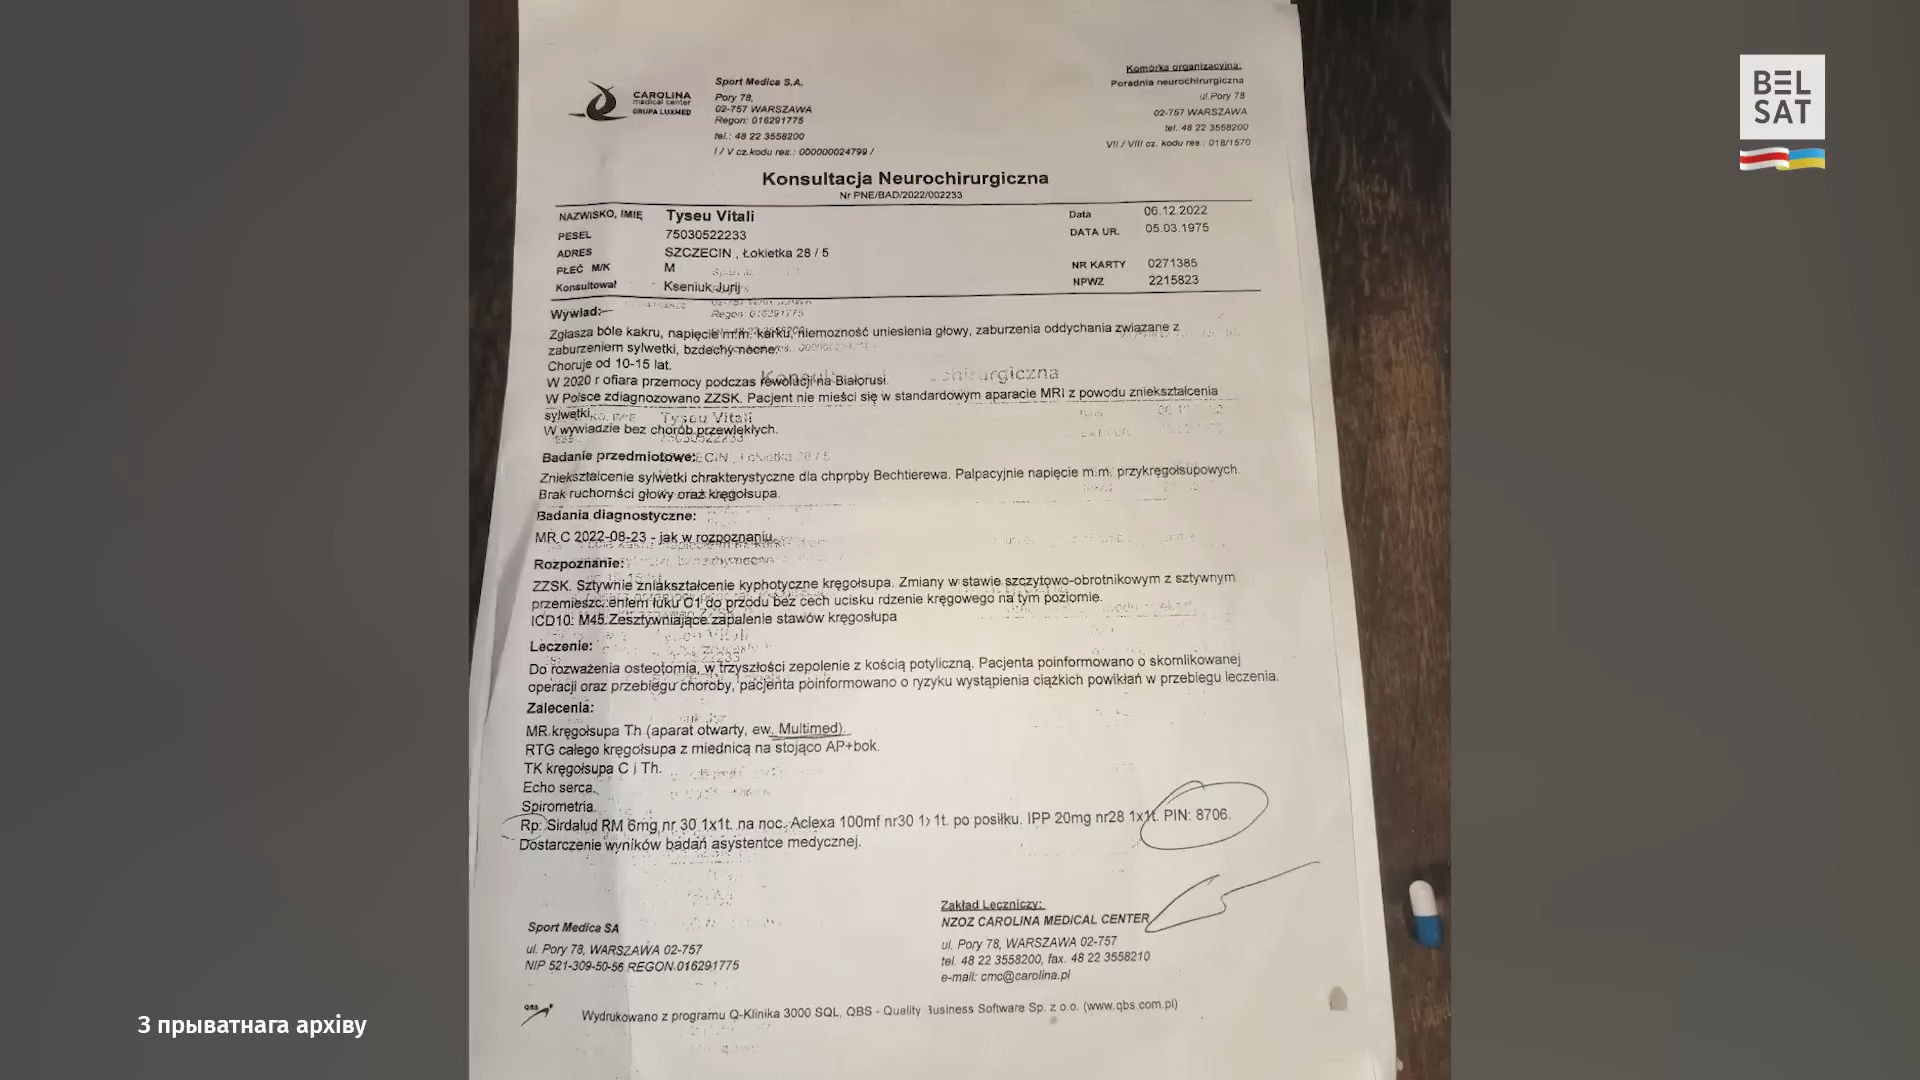 BEL
SAT
CAROLINA
medical center
GRUPA LUXMED
Sport Medica S.A.
Pory 78,
02-757 WARSZAWA
Regon: 016291775
tel.: 48 22 3558200
I / V cz.kodu res.: 000000024799 /
Komórka organizacyjna:
Poradnia neurochirurgiczna
ul.Pory 78
02-757 WARSZAWA
tel.:48 22 3558200
VII / VIII cz. kodu res.: 018/1570
Konsultacja Neurochirurgiczna
Nr PNE/BAD/2022/002233
NAZWISKO, IMIĘ Tyseu Vitali Data 06.12.2022
PESEL 75030522233 DATA UR. 05.03.1975
ADRES SZCZECIN , Łokietka 28 / 5
PŁEĆ M/K M NR KARTY 0271385
Konsultował Kseniuk Jurij NPWZ 2215823
Wywiad:
Zgłasza bóle kakru, napięcie m.m. karku, niemozność uniesienia głowy, zaburzenia oddychania związane z
zaburzeniem sylwetki, bzdechy nocne.
Choruje od 10-15 lat.
W 2020 r ofiara przemocy podczas rewolucji na Białorusi.
W Polsce zdiagnozowano ZZSK. Pacjent nie mieści się w standardowym aparacie MRI z powodu zniekształcenia
sylwetki.
W wywiadzie bez chorób przewlekłych.
Badanie przedmiotowe:
Zniekształcenie sylwetki chrakterystyczne dla chprpby Bechtierewa. Palpacyjnie napięcie m.m. przykręgołsupowych.
Brak ruchomści głowy oraz kręgołsupa.
Badania diagnostyczne:
MR C 2022-08-23 - jak w rozpoznaniu.
Rozpoznanie:
ZZSK. Sztywnie zniakształcenie kyphotyczne kręgołsupa. Zmiany w stawie szczytowo-obrotnikowym z sztywnym
przemieszczeniem łuku C1 do przodu bez cech ucisku rdzenie kręgowego na tym poziomie.
ICD10: M45 Zesztywniające zapalenie stawów kręgosłupa
Leczenie:
Do rozważenia osteotomia, w trzyszłości zepolenie z kością potyliczną. Pacjenta poinformowano o skomlikowanej
operacji oraz przebiegu choroby, pacjenta poinformowano o ryzyku wystąpienia ciążkich powikłań w przebiegu leczenia.
Zalecenia:
MR kręgołsupa Th (aparat otwarty, ew. Multimed).
RTG całego kręgołsupa z miednicą na stojąco AP+bok.
TK kręgołsupa C i Th.
Echo serca.
Spirometria.
Rp: Sirdalud RM 6mg nr 30 1x1t. na noc. Aclexa 100mf nr30 1x1t. po posiłku. IPP 20mg nr28 1x1t. PIN: 8706.
Dostarczenie wyników badań asystentce medycznej.
Sport Medica SA
ul. Pory 78, WARSZAWA 02-757
NIP 521-309-50-56 REGON 016291775
Zakład Leczniczy:
NZOZ CAROLINA MEDICAL CENTER
ul. Pory 78, WARSZAWA 02-757
tel. 48 22 3558200, fax. 48 22 3558210
e-mail: cmc@carolina.pl
QBS
Wydrukowano z programu Q-Klinika 3000 SQL, QBS - Quality Business Software Sp. z o.o. (www.qbs.com.pl)
З прыватнага архіву